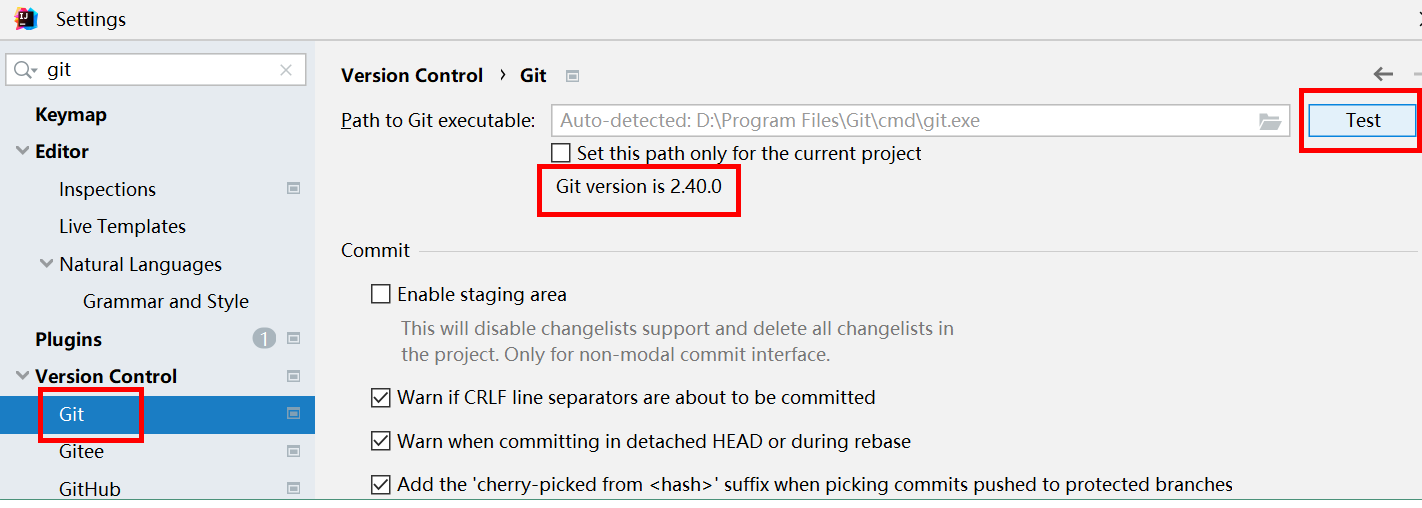 Settings
git
Keymap
Editor
Inspections
Live Templates
Natural Languages
Grammar and Style
Plugins
1
Version Control
Git
Gitee
GitHub
Version Control › Git
Path to Git executable: Auto-detected: D:\Program Files\Git\cmd\git.exe Test
Set this path only for the current project
Git version is 2.40.0
Commit
Enable staging area
This will disable changelists support and delete all changelists in
the project. Only for non-modal commit interface.
Warn if CRLF line separators are about to be committed
Warn when committing in detached HEAD or during rebase
Add the 'cherry-picked from <hash>' suffix when picking commits pushed to protected branches